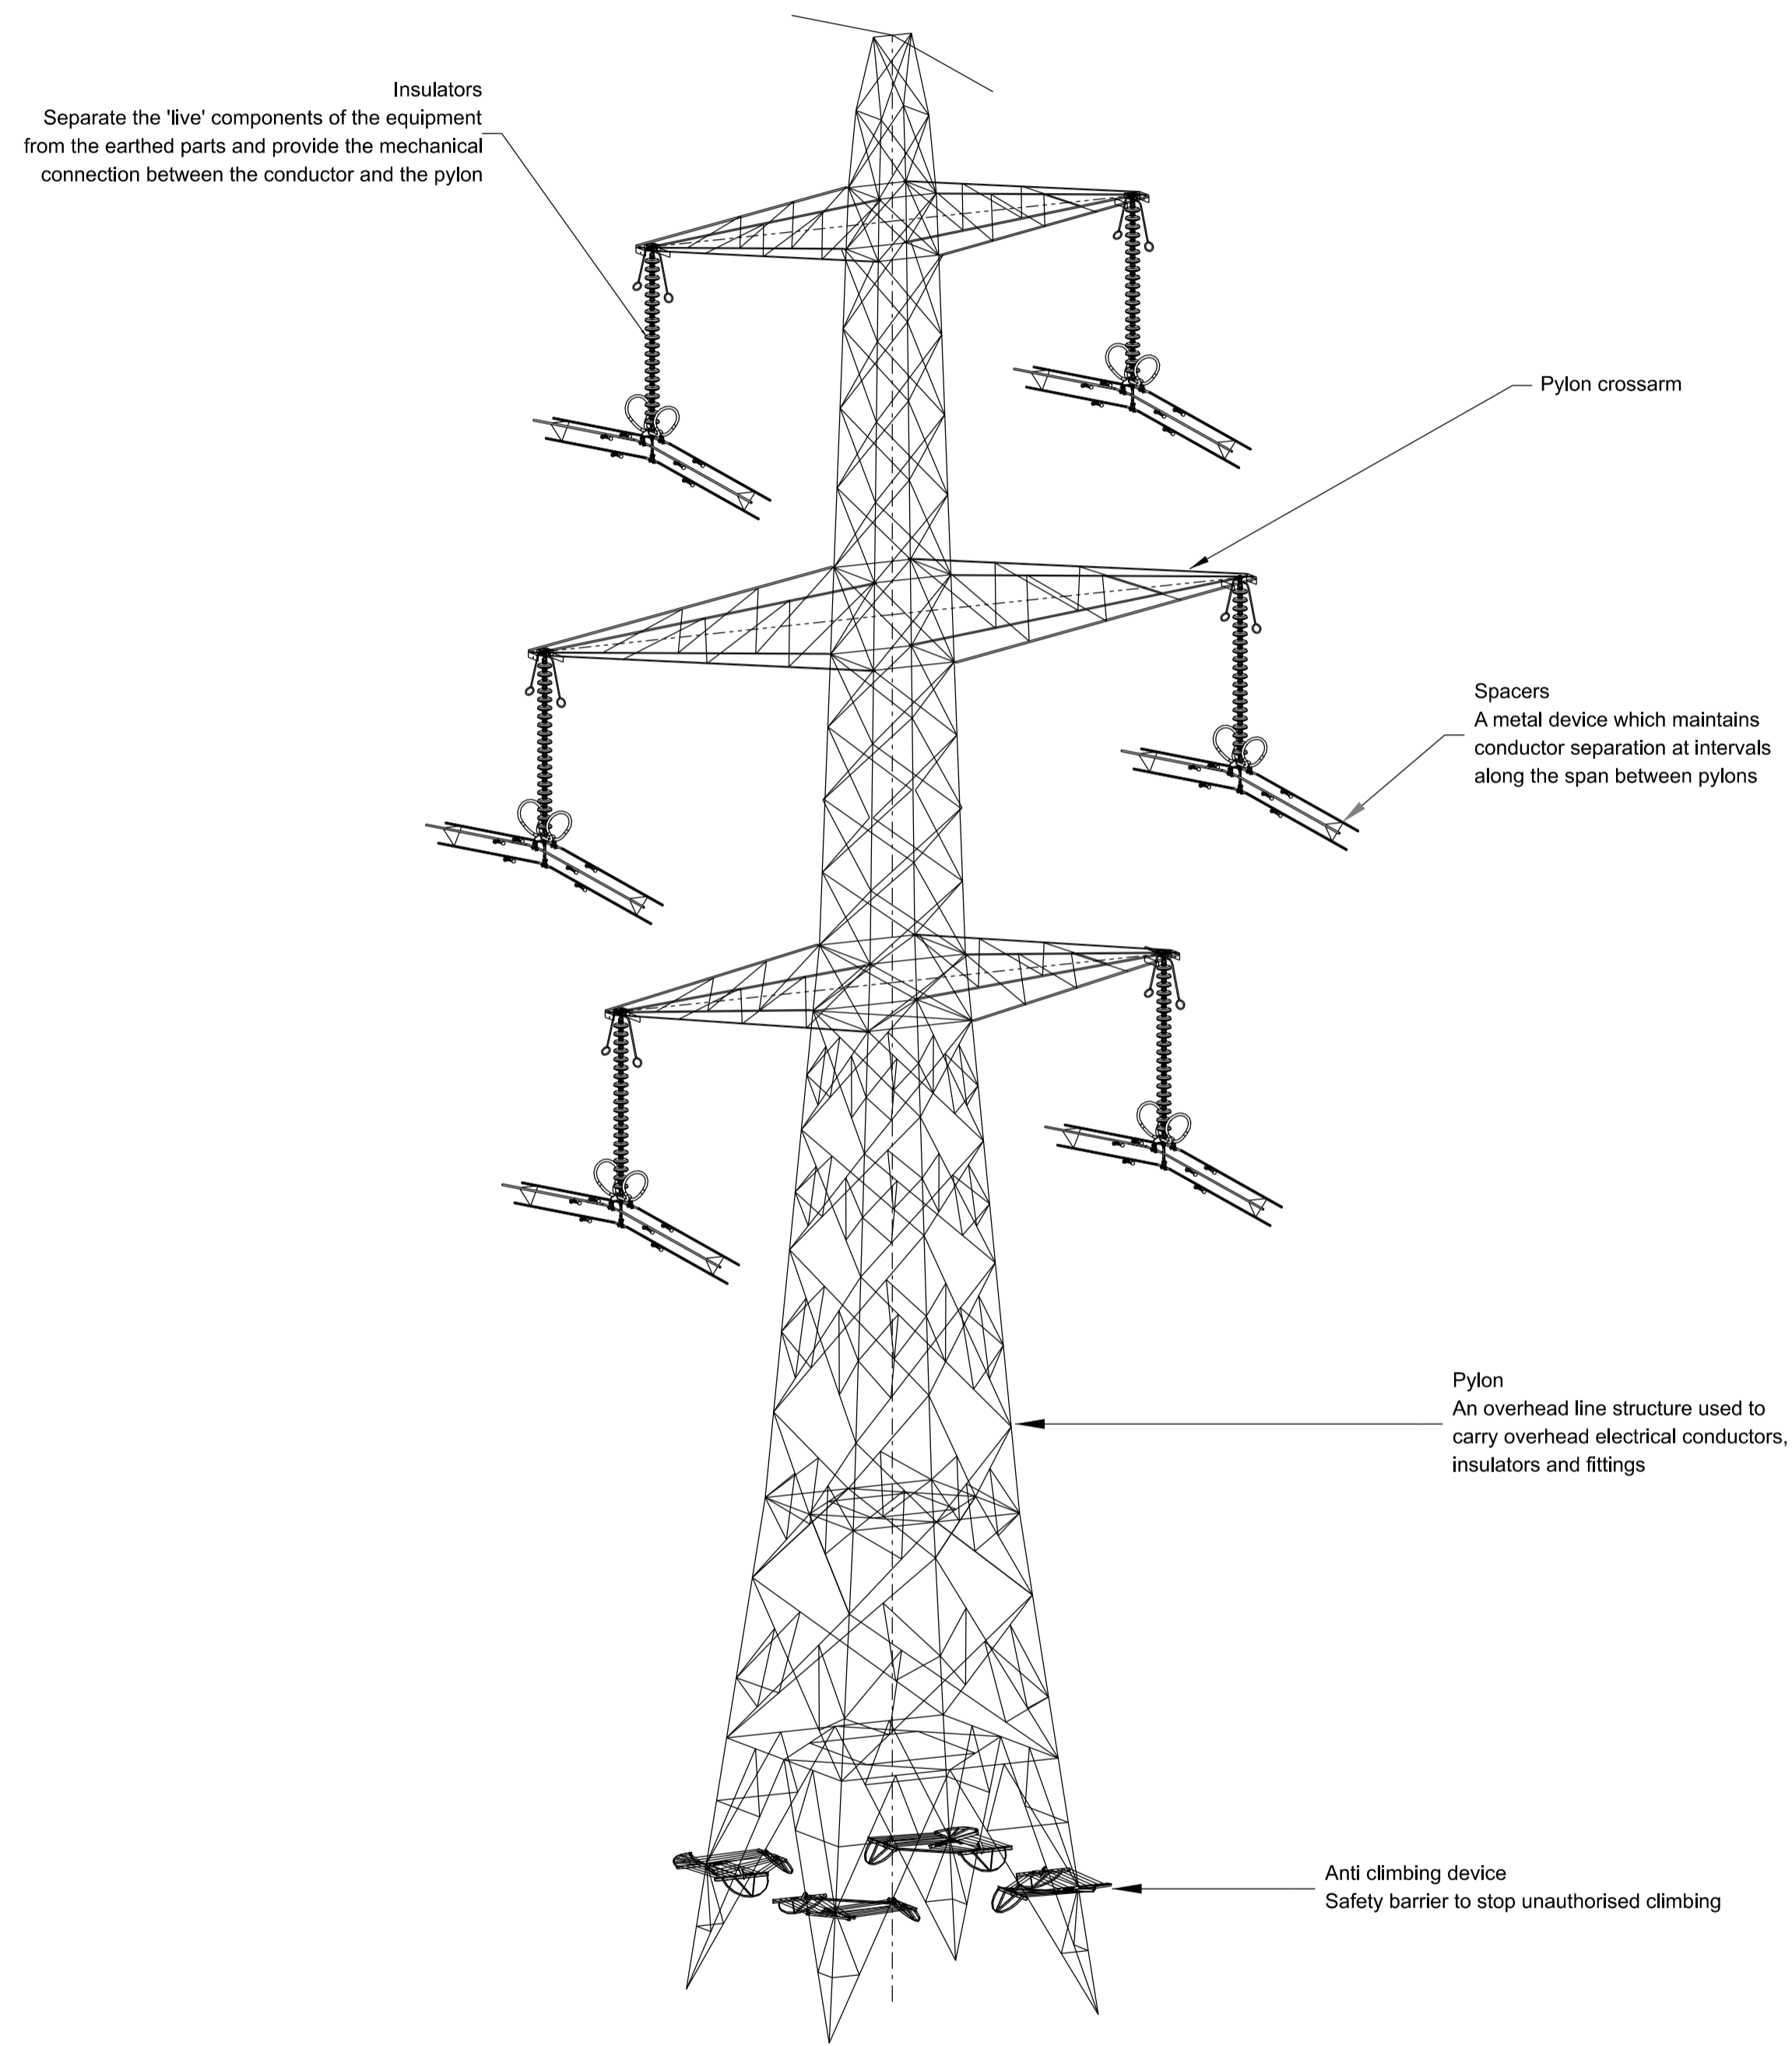 Insulators
Separate the 'live' components of the equipment
from the earthed parts and provide the mechanical
connection between the conductor and the pylon
Pylon crossarm
Spacers
A metal device which maintains
conductor separation at intervals
along the span between pylons
Pylon
An overhead line structure used to
carry overhead electrical conductors,
insulators and fittings
Anti climbing device
Safety barrier to stop unauthorised climbing